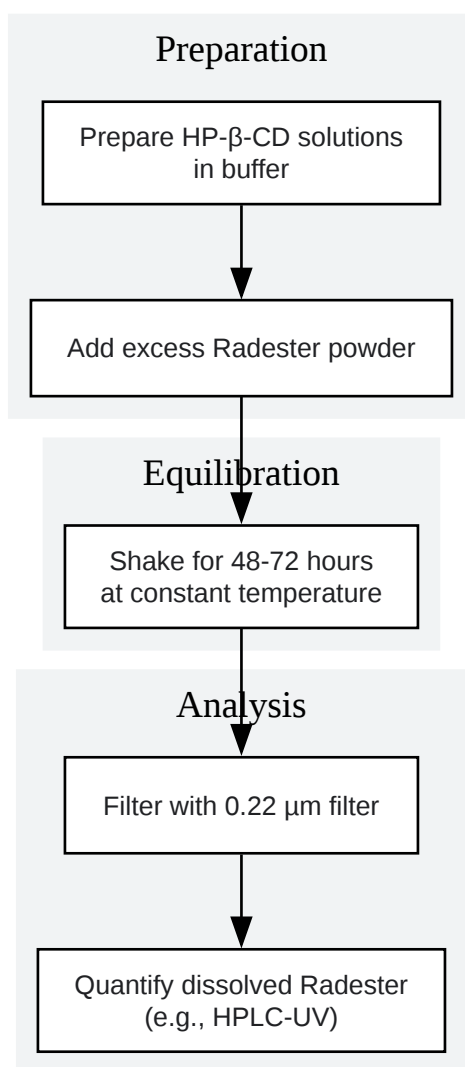 Preparation
Prepare HP-β-CD solutions
in buffer
Add excess Radester powder
Equilibration
Shake for 48-72 hours
at constant temperature
Analysis
Filter with 0.22 µm filter
Quantify dissolved Radester
(e.g., HPLC-UV)